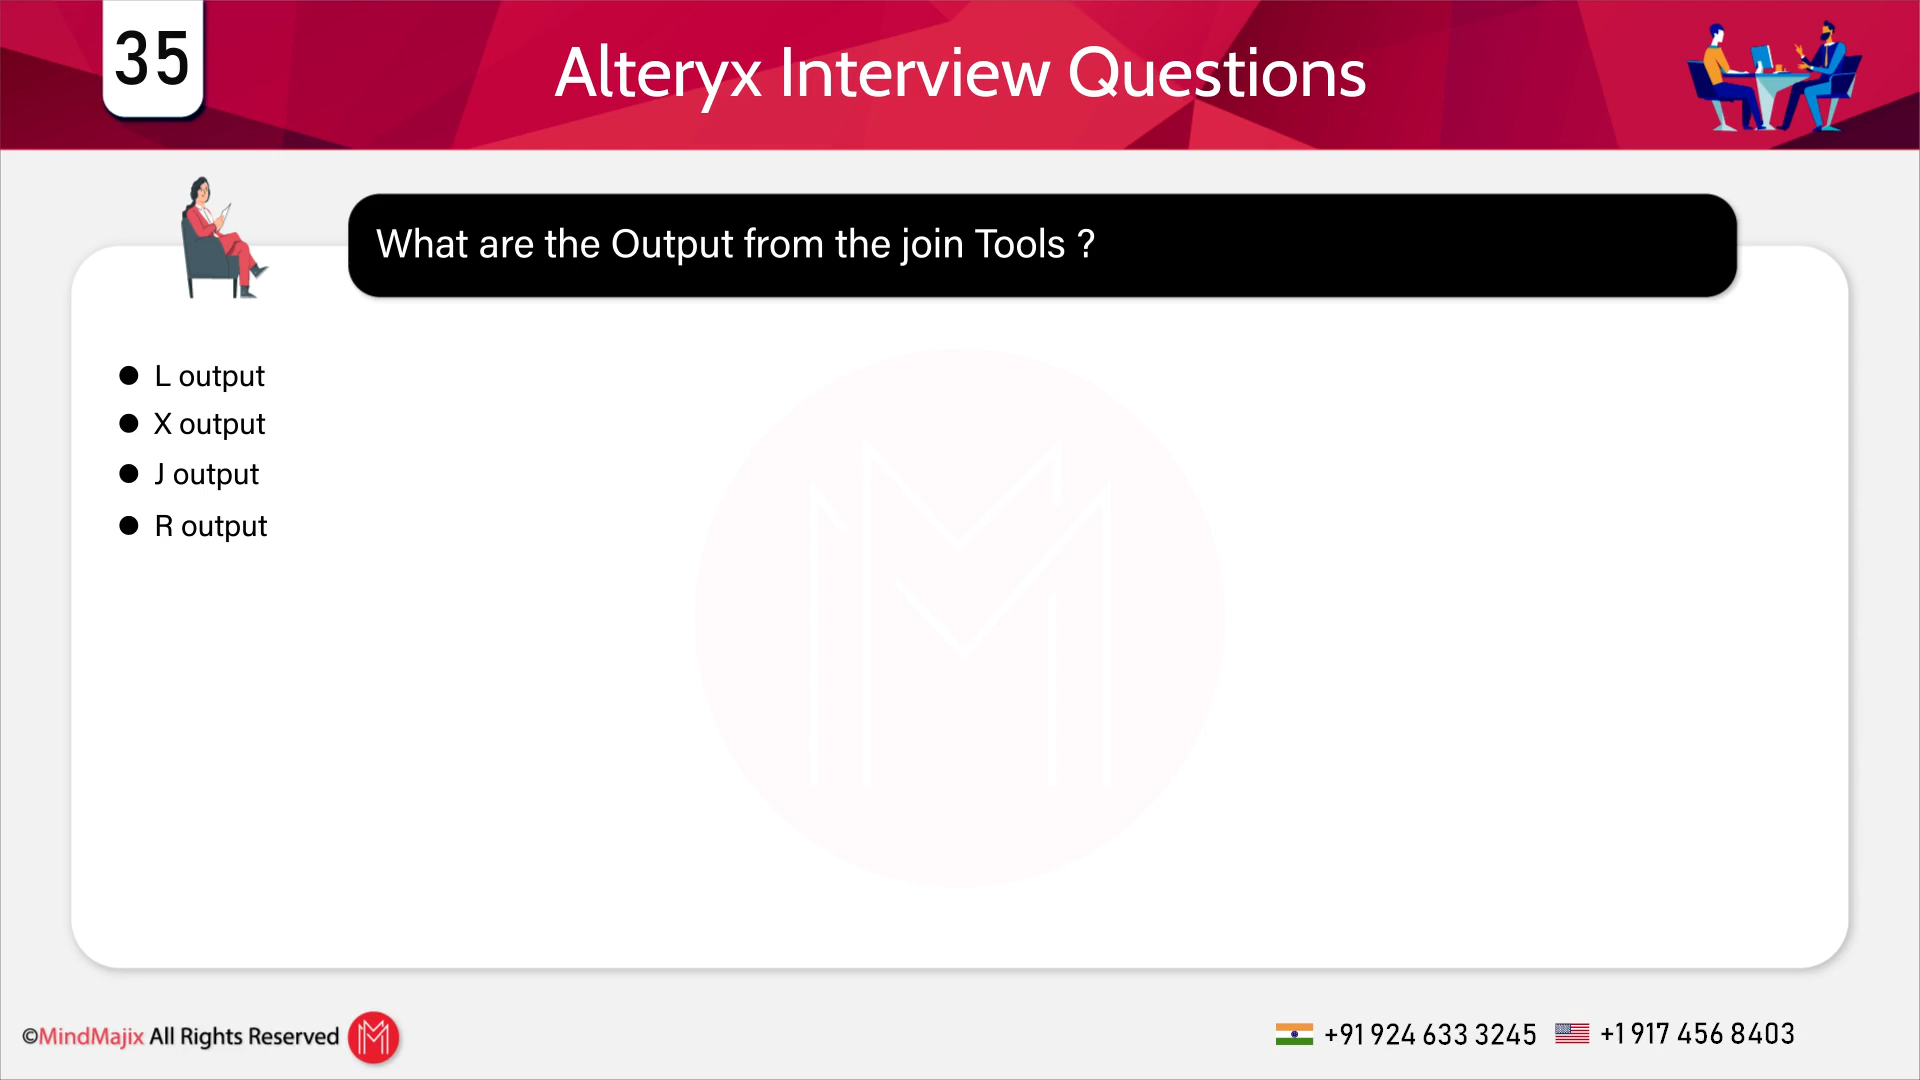 35
Alteryx Interview Questions
What are the Output from the join Tools ?
● L output
● X output
● J output
● R output
©MindMajix All Rights Reserved
+91 924 633 3245
+1 917 456 8403